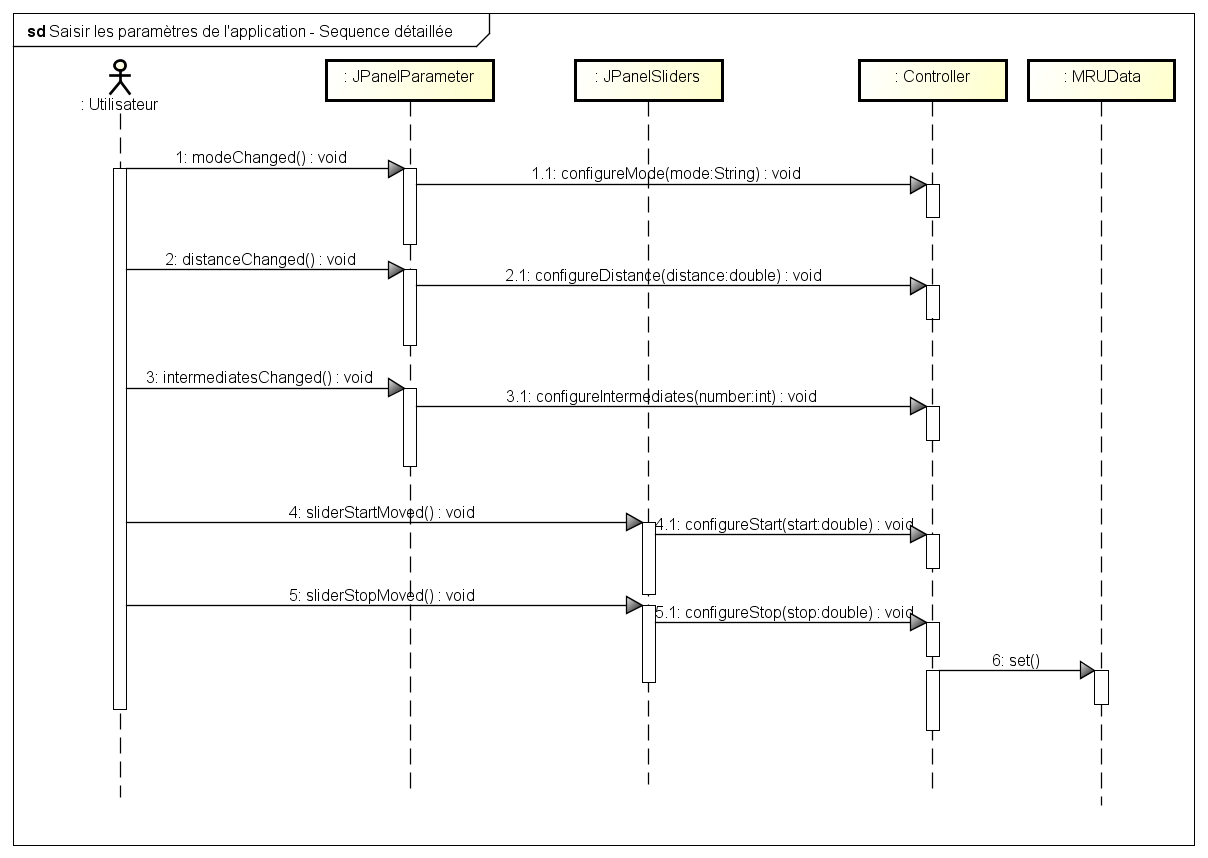 sd Saisir les paramètres de l'application - Sequence détaillée
: Utilisateur
: JPanelParameter
: JPanelSliders
: Controller
: MRUData
1: modeChanged() : void
1.1: configureMode(mode:String) : void
2: distanceChanged() : void
2.1: configureDistance(distance:double) : void
3: intermediatesChanged() : void
3.1: configureIntermediates(number:int) : void
4: sliderStartMoved() : void
4.1: configureStart(start:double) : void
5: sliderStopMoved() : void
5.1: configureStop(stop:double) : void
6: set()